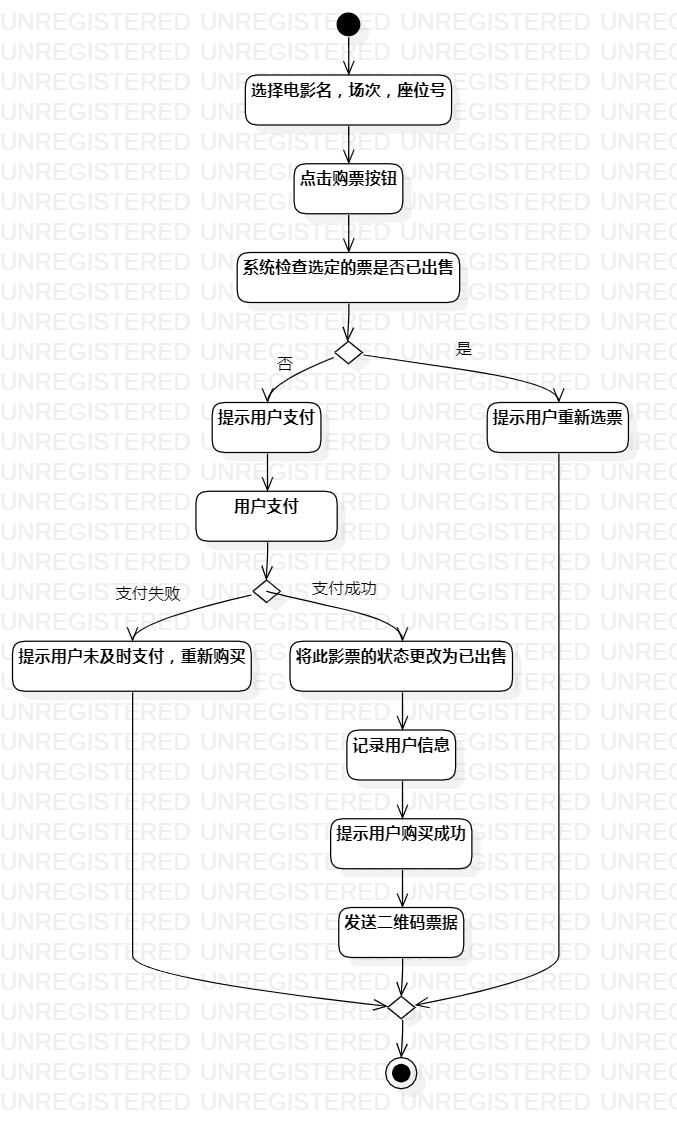 选择电影名，场次，座位号
点击购票按钮
系统检查选定的票是否已出售
否
是
提示用户支付
提示用户重新选票
用户支付
支付失败
支付成功
提示用户未及时支付，重新购买
将此影票的状态更改为已出售
记录用户信息
提示用户购买成功
发送二维码票据
UNREGISTERED